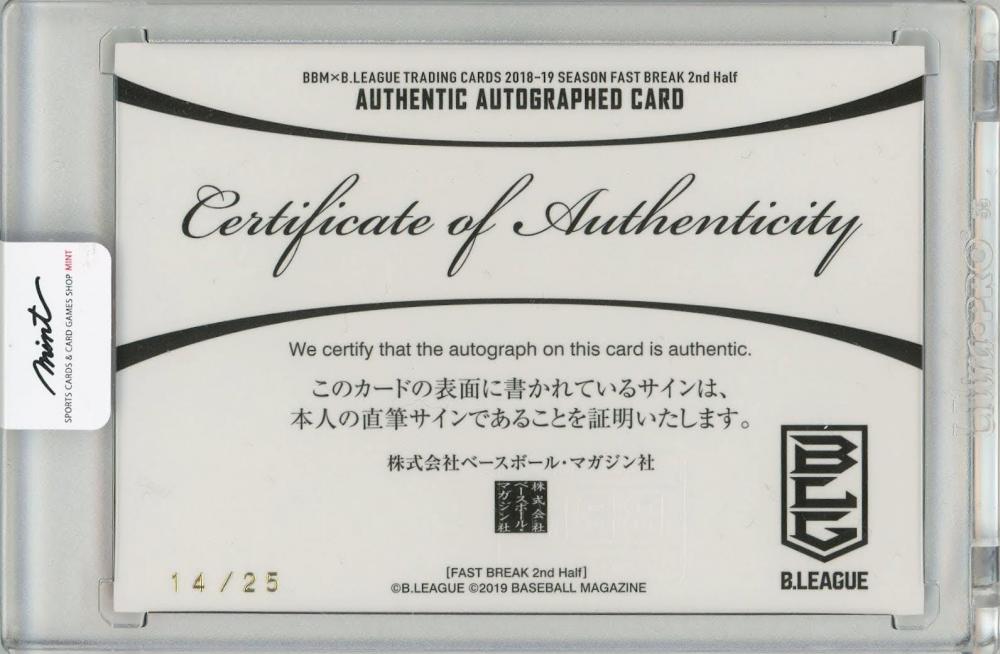 BBM×B.LEAGUE TRADING CARDS 2018-19 SEASON FAST BREAK 2nd Half
AUTHENTIC AUTOGRAPHED CARD
Certificate of Authenticity
We certify that the autograph on this card is authentic.
このカードの表面に書かれているサインは、
本人の直筆サインであることを証明いたします。
株式会社ベースボール・マガジン社
株式会社
ベースボール・
マガジン社
BLG
B.LEAGUE
14/25
[FAST BREAK 2nd Half]
©B.LEAGUE ©2019 BASEBALL MAGAZINE
mint
SPORTS CARDS & CARD GAMES SHOP MINT
Ultra•PRO